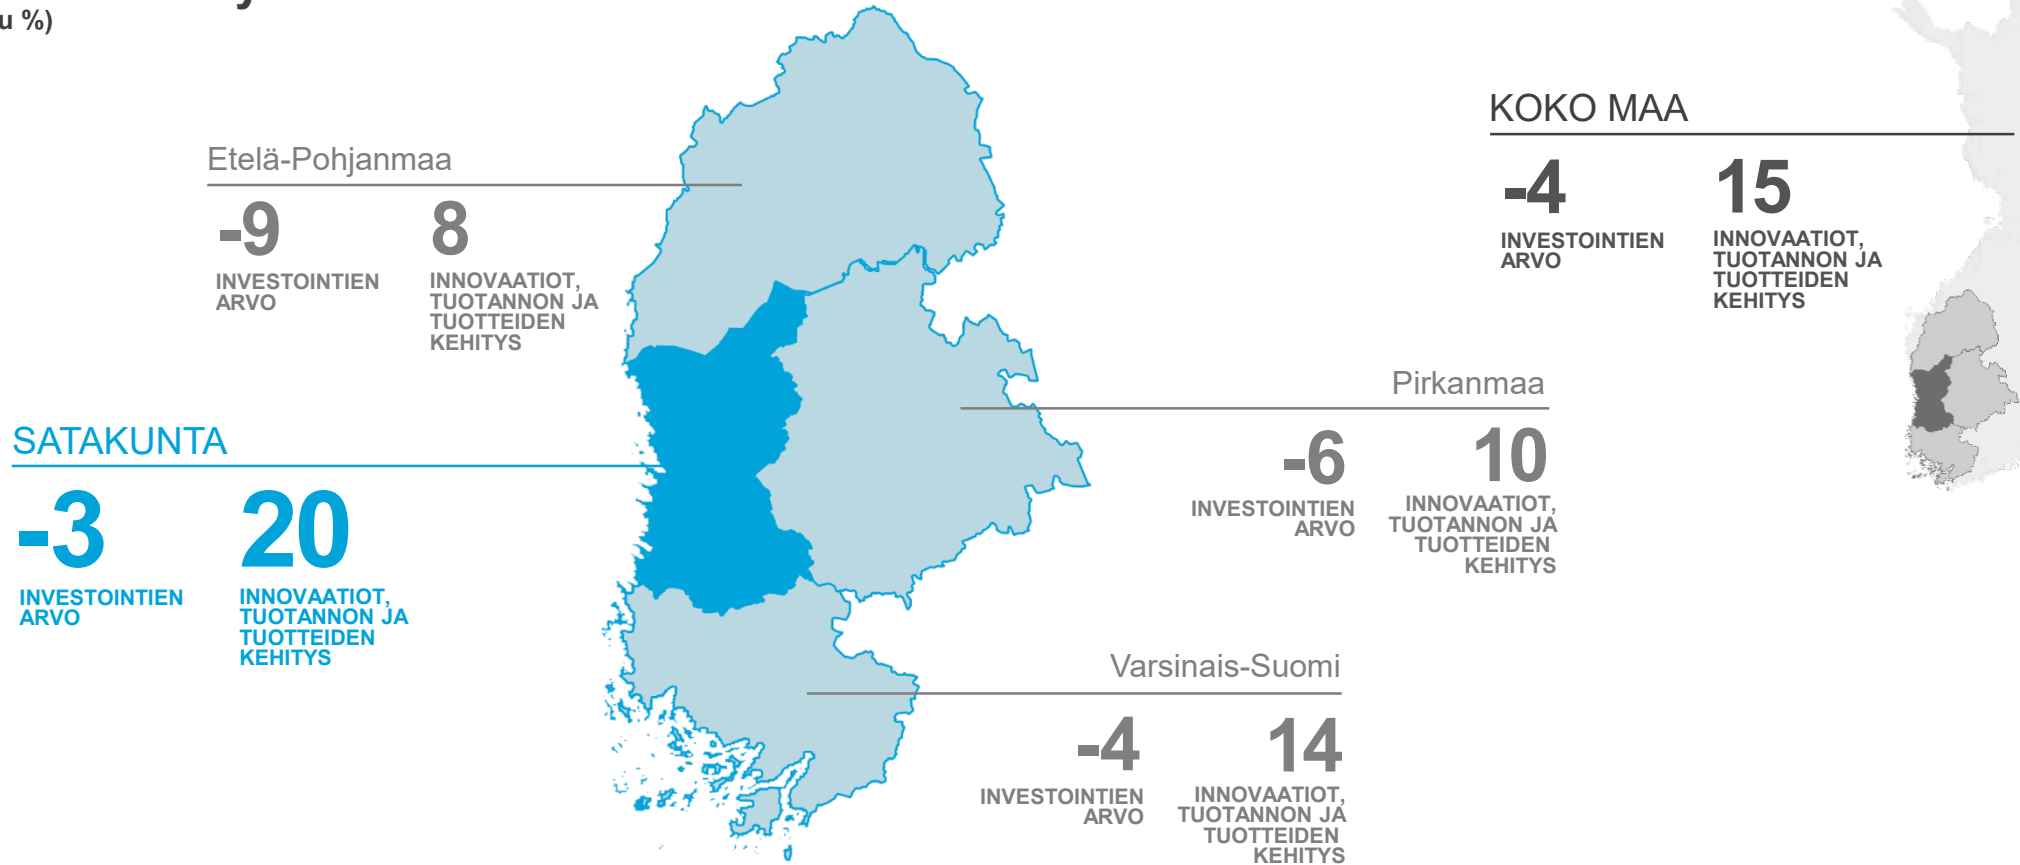 u %)
Etelä-Pohjanmaa
-9
INVESTOINTIEN
ARVO
8
INNOVAATIOT,
TUOTANNON JA
TUOTTEIDEN
KEHITYS
KOKO MAA
-4
INVESTOINTIEN
ARVO
15
INNOVAATIOT,
TUOTANNON JA
TUOTTEIDEN
KEHITYS
SATAKUNTA
-3
INVESTOINTIEN
ARVO
20
INNOVAATIOT,
TUOTANNON JA
TUOTTEIDEN
KEHITYS
Pirkanmaa
-6
INVESTOINTIEN
ARVO
10
INNOVAATIOT,
TUOTANNON JA
TUOTTEIDEN
KEHITYS
Varsinais-Suomi
-4
INVESTOINTIEN
ARVO
14
INNOVAATIOT,
TUOTANNON JA
TUOTTEIDEN
KEHITYS